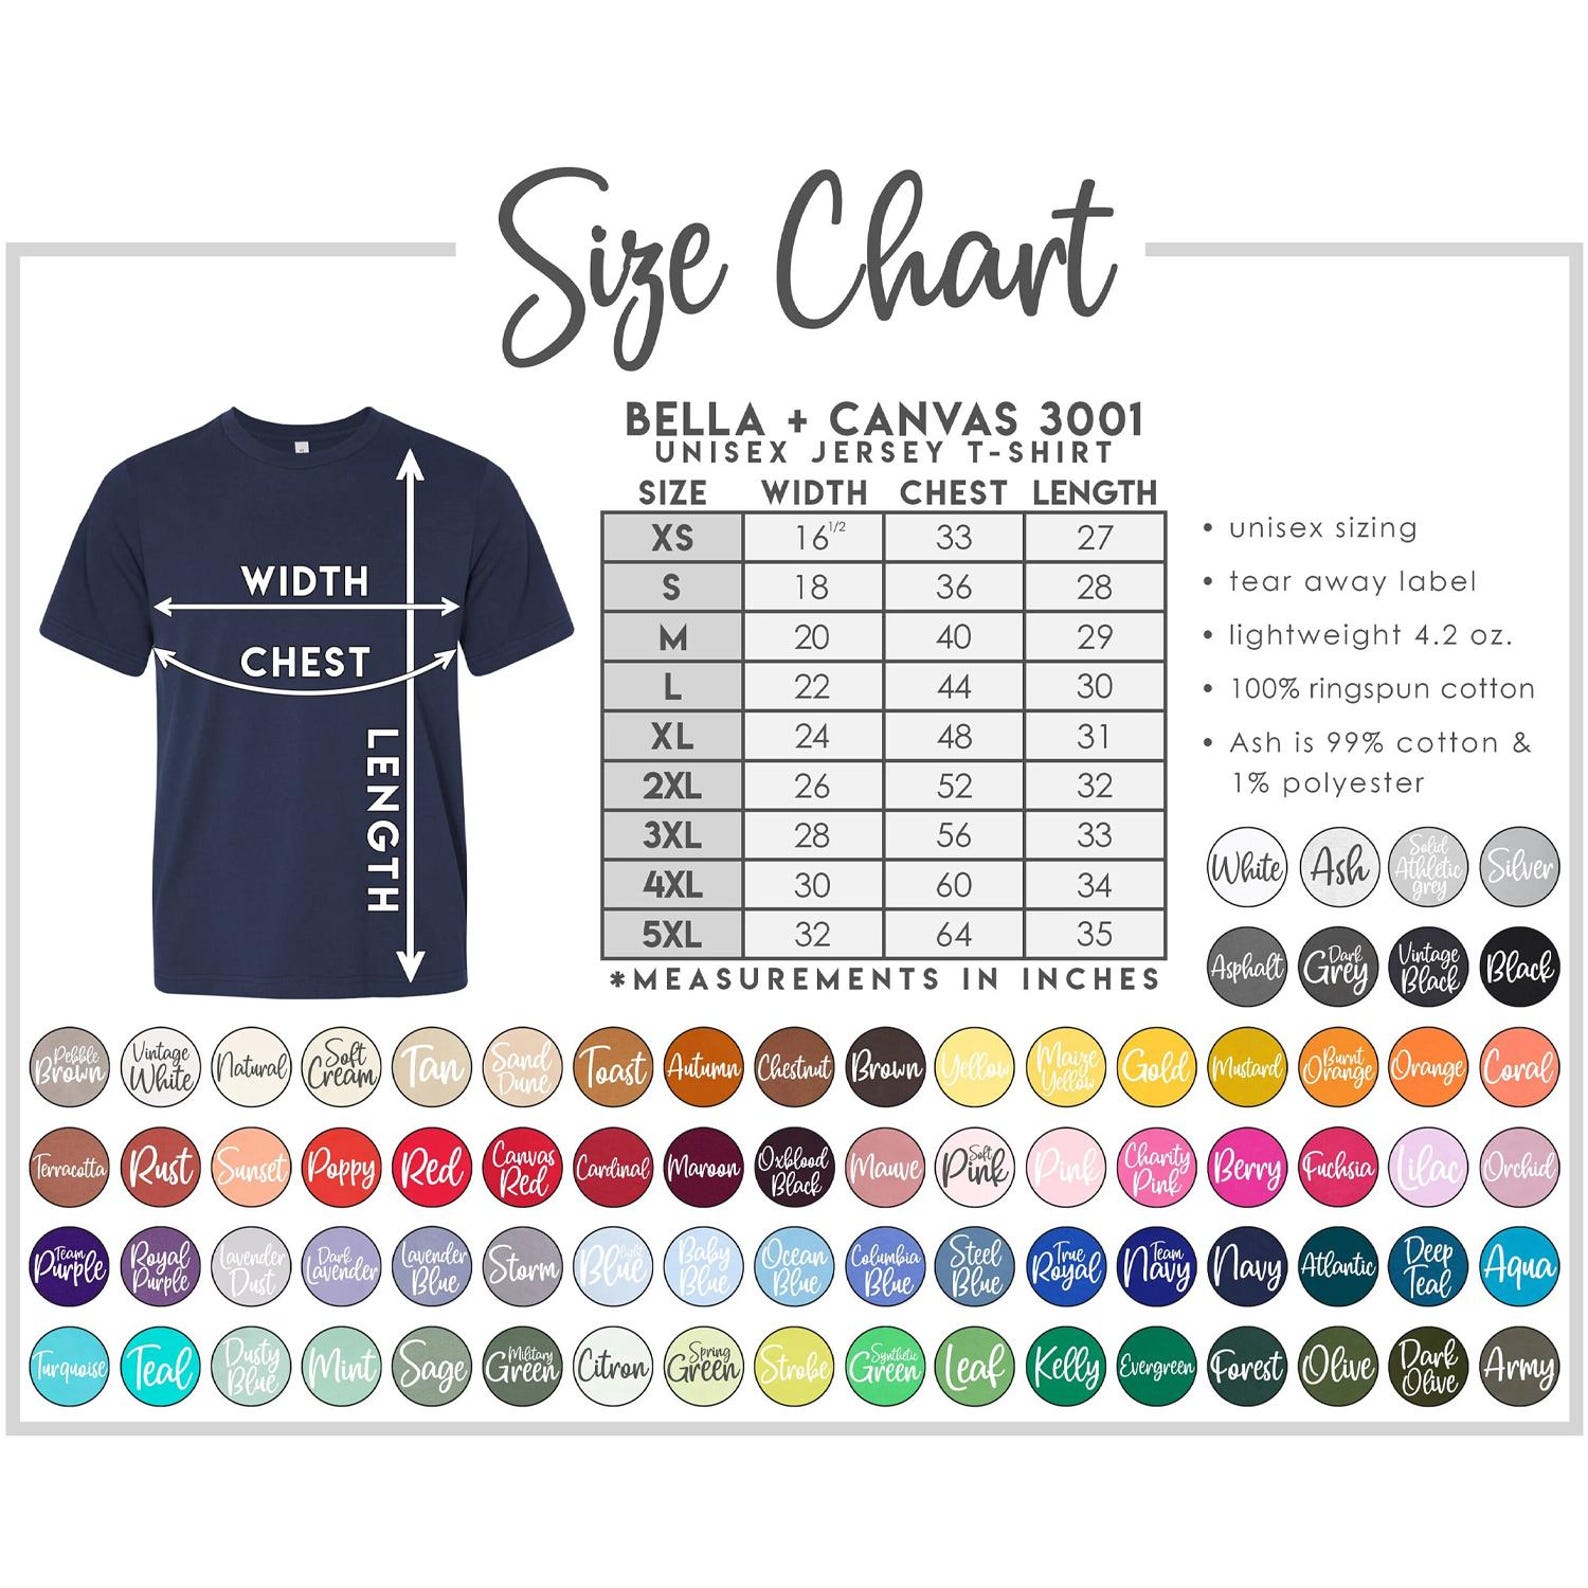 Size Chart
BELLA + CANVAS 3001
UNISEX JERSEY T-SHIRT
SIZE WIDTH CHEST LENGTH
XS 16 1/2 33 27
S 18 36 28
M 20 40 29
L 22 44 30
XL 24 48 31
2XL 26 52 32
3XL 28 56 33
4XL 30 60 34
5XL 32 64 35
*MEASUREMENTS IN INCHES
WIDTH
CHEST
LENGTH
• unisex sizing
• tear away label
• lightweight 4.2 oz.
• 100% ringspun cotton
• Ash is 99% cotton &
1% polyester
White
Ash
Solid
Athletic
grey
Silver
Asphalt
Dark
Grey
Vintage
Black
Black
Pebble
Brown
Vintage
White
Natural
Soft
Cream
Tan
Sand
Dune
Toast
Autumn
Chestnut
Brown
Yellow
Maize
Yellow
Gold
Mustard
Burnt
Orange
Orange
Coral
Terracotta
Rust
Sunset
Poppy
Red
Canvas
Red
Cardinal
Maroon
Oxblood
Black
Mauve
Soft
Pink
Pink
Charity
Pink
Berry
Fuchsia
Lilac
Orchid
Team
Purple
Royal
Purple
Lavender
Dust
Dark
Lavender
Lavender
Blue
Storm
Light
Blue
Baby
Blue
Ocean
Blue
Columbia
Blue
Steel
Blue
True
Royal
Team
Navy
Navy
Atlantic
Deep
Teal
Aqua
Turquoise
Teal
Dusty
Blue
Mint
Sage
Military
Green
Citron
Spring
Green
Strobe
Synthetic
Green
Leaf
Kelly
Evergreen
Forest
Olive
Dark
Olive
Army